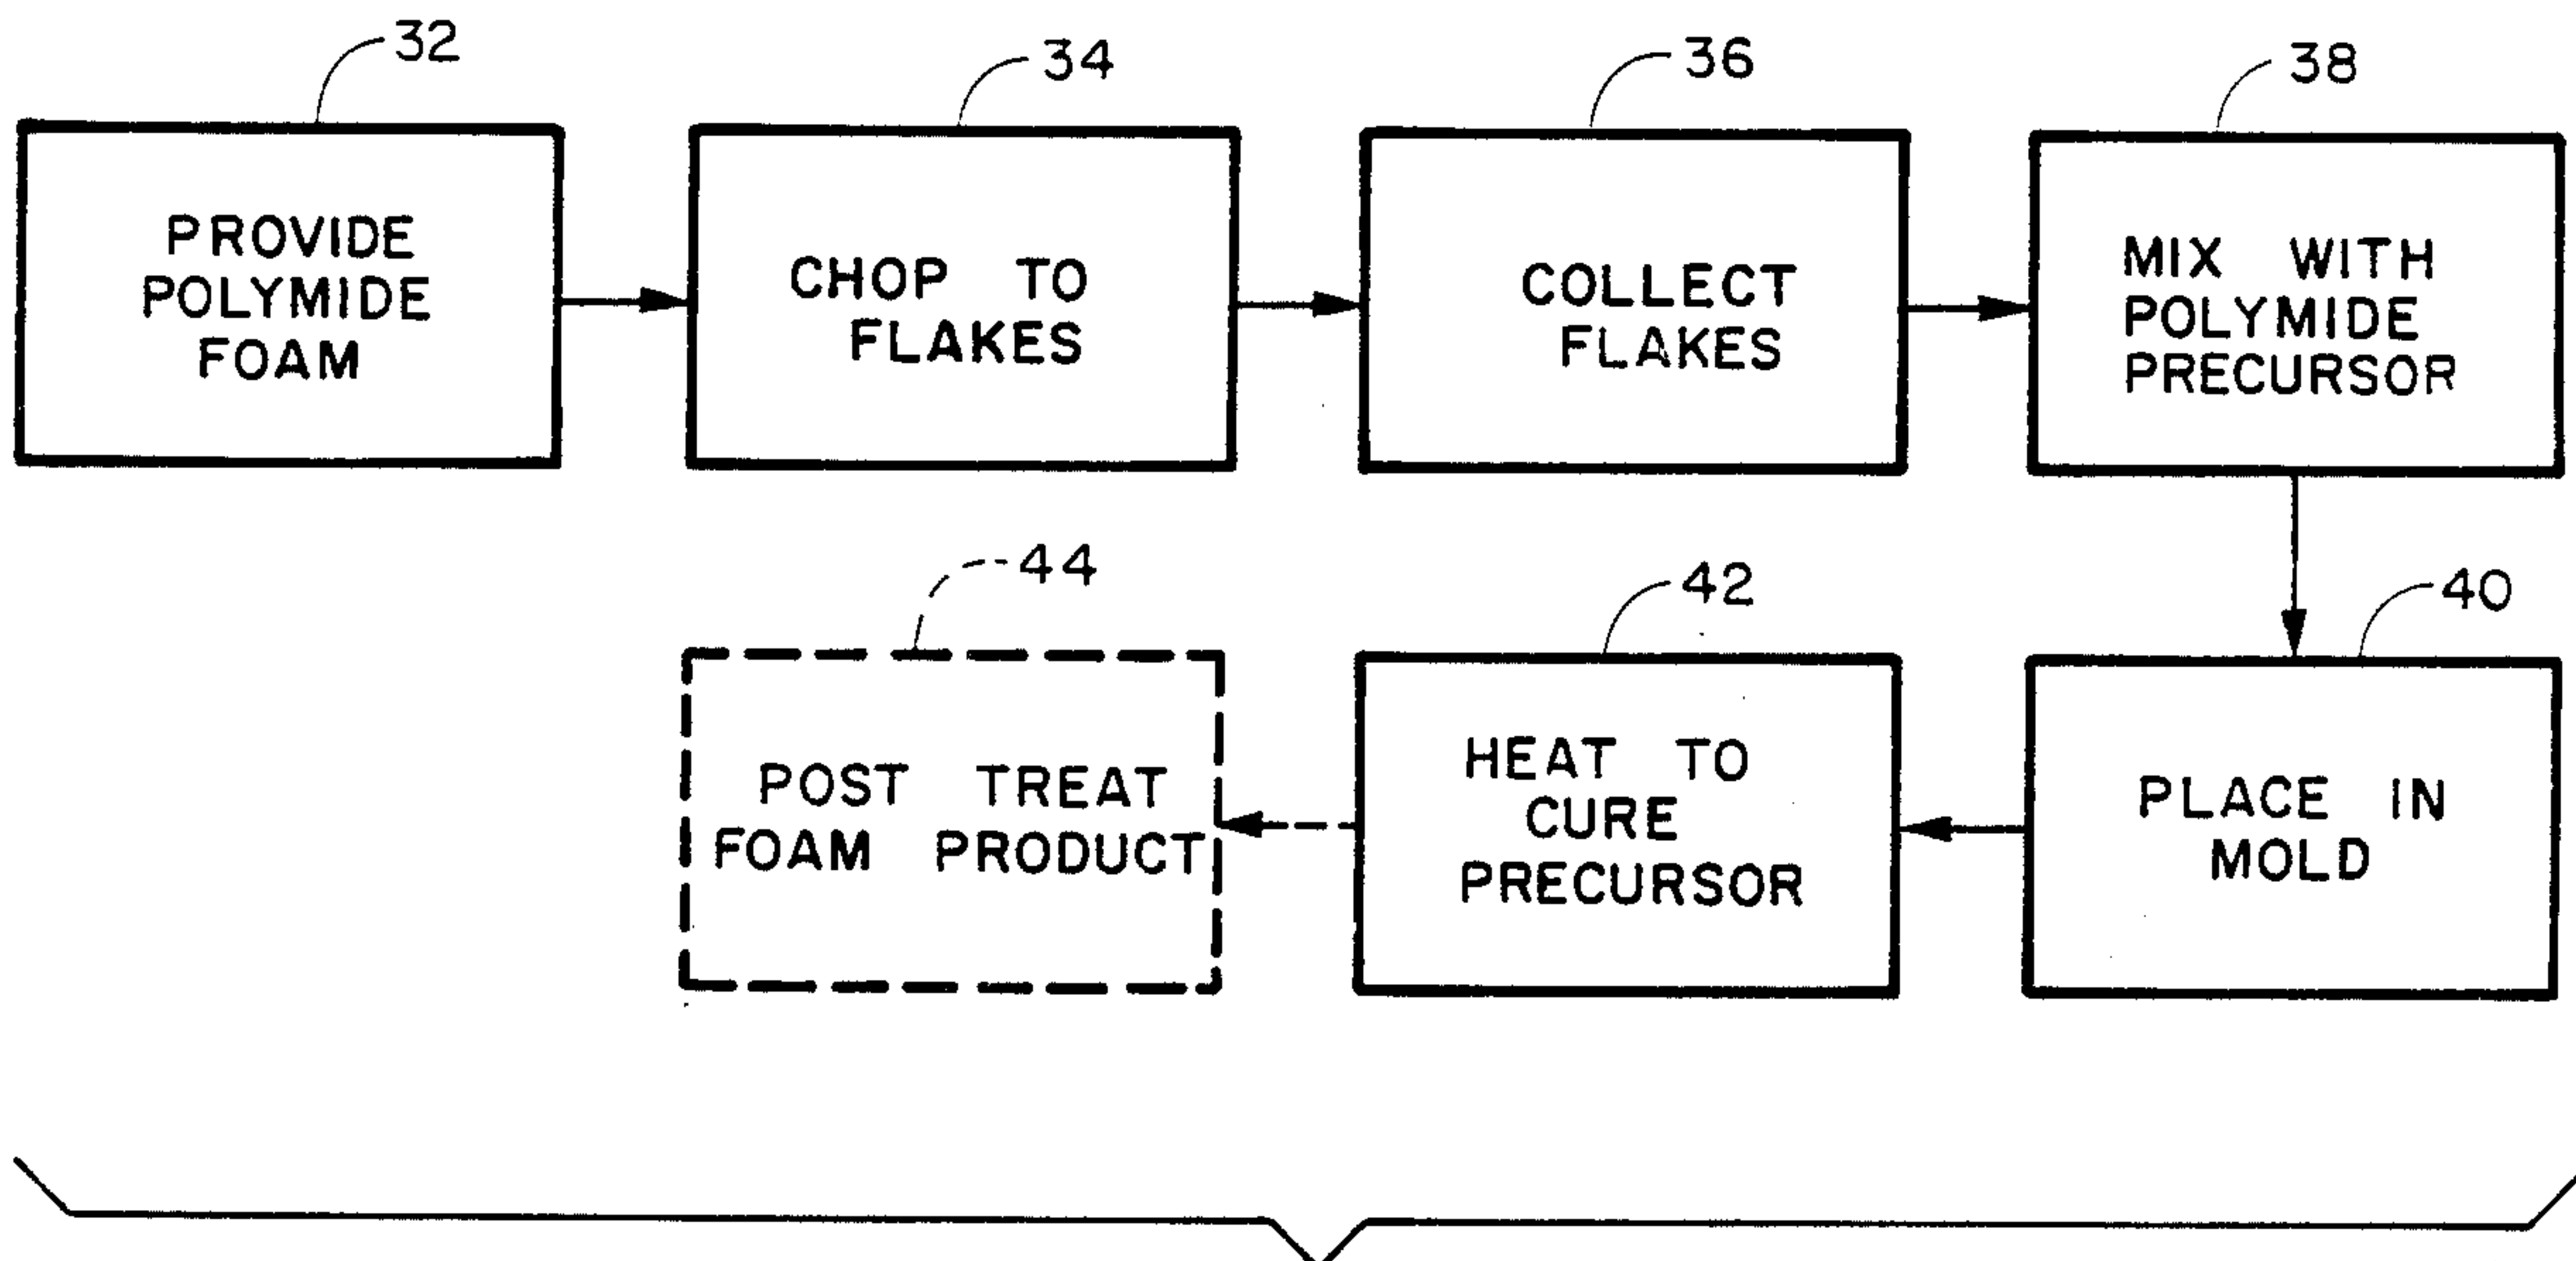 32
PROVIDE
POLYMIDE
FOAM
34
CHOP TO
FLAKES
36
COLLECT
FLAKES
38
MIX WITH
POLYMIDE
PRECURSOR
40
PLACE IN
MOLD
42
HEAT TO
CURE
PRECURSOR
44
POST TREAT
FOAM PRODUCT